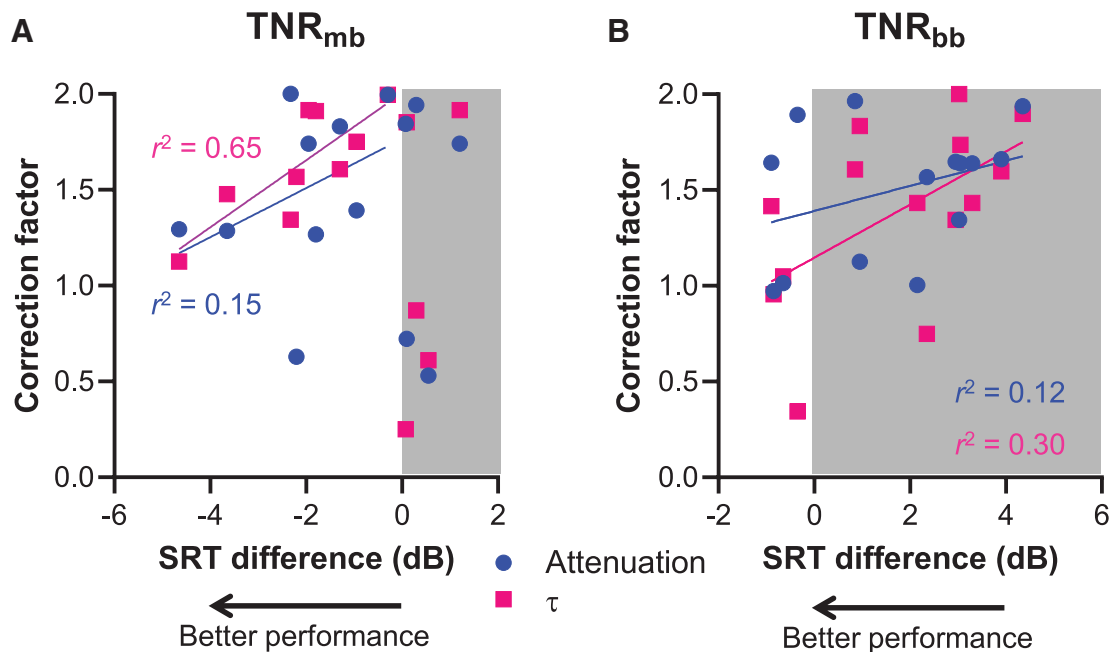 A
TNRmb
2.0
1.5
1.0
0.5
0.0
Correction factor
r² = 0.65
r² = 0.15
-6
-4
-2
0
2
SRT difference (dB)
Better performance
B
TNRbb
2.0
1.5
1.0
0.5
0.0
Correction factor
r² = 0.12
r² = 0.30
-2
0
2
4
6
SRT difference (dB)
Better performance
Attenuation
τ